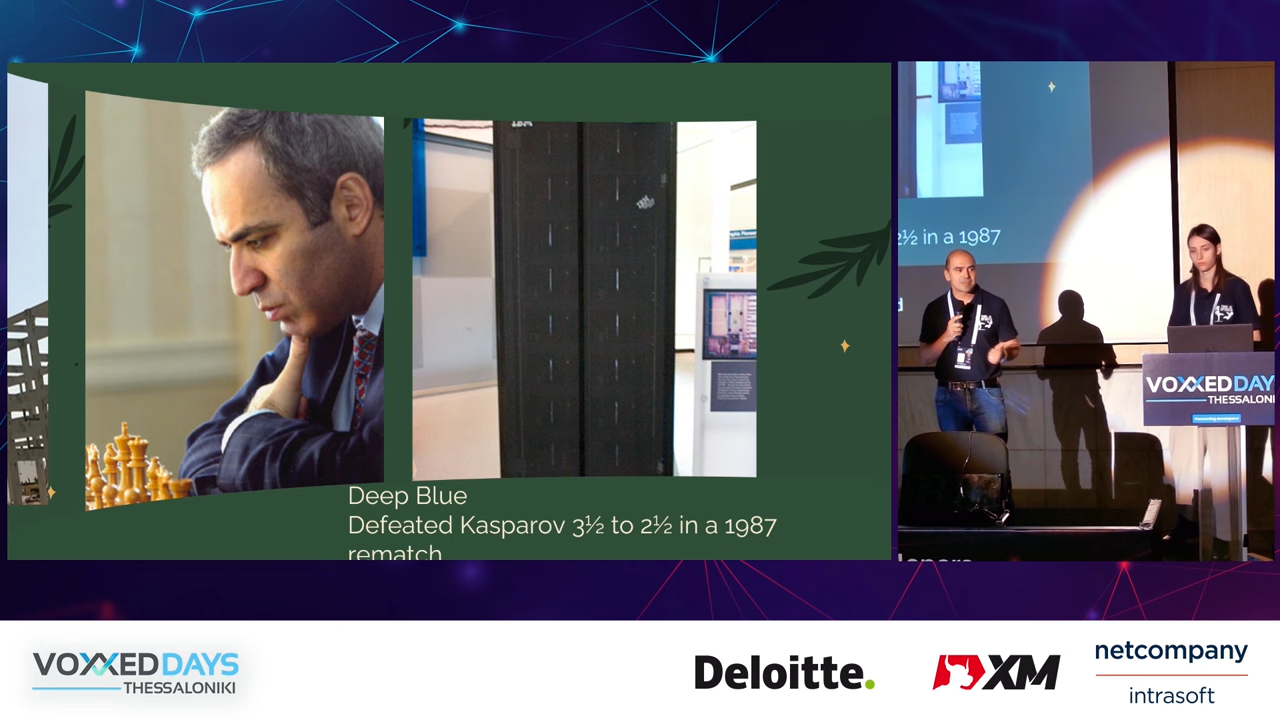 IBM
Deep Blue
Defeated Kasparov 3½ to 2½ in a 1987
rematch
2½ in a 1987
d
VOXXED DAY
THESSALONI
VOXXED DAYS
THESSALONIKI
Deloitte.
XM
netcompany
intrasoft